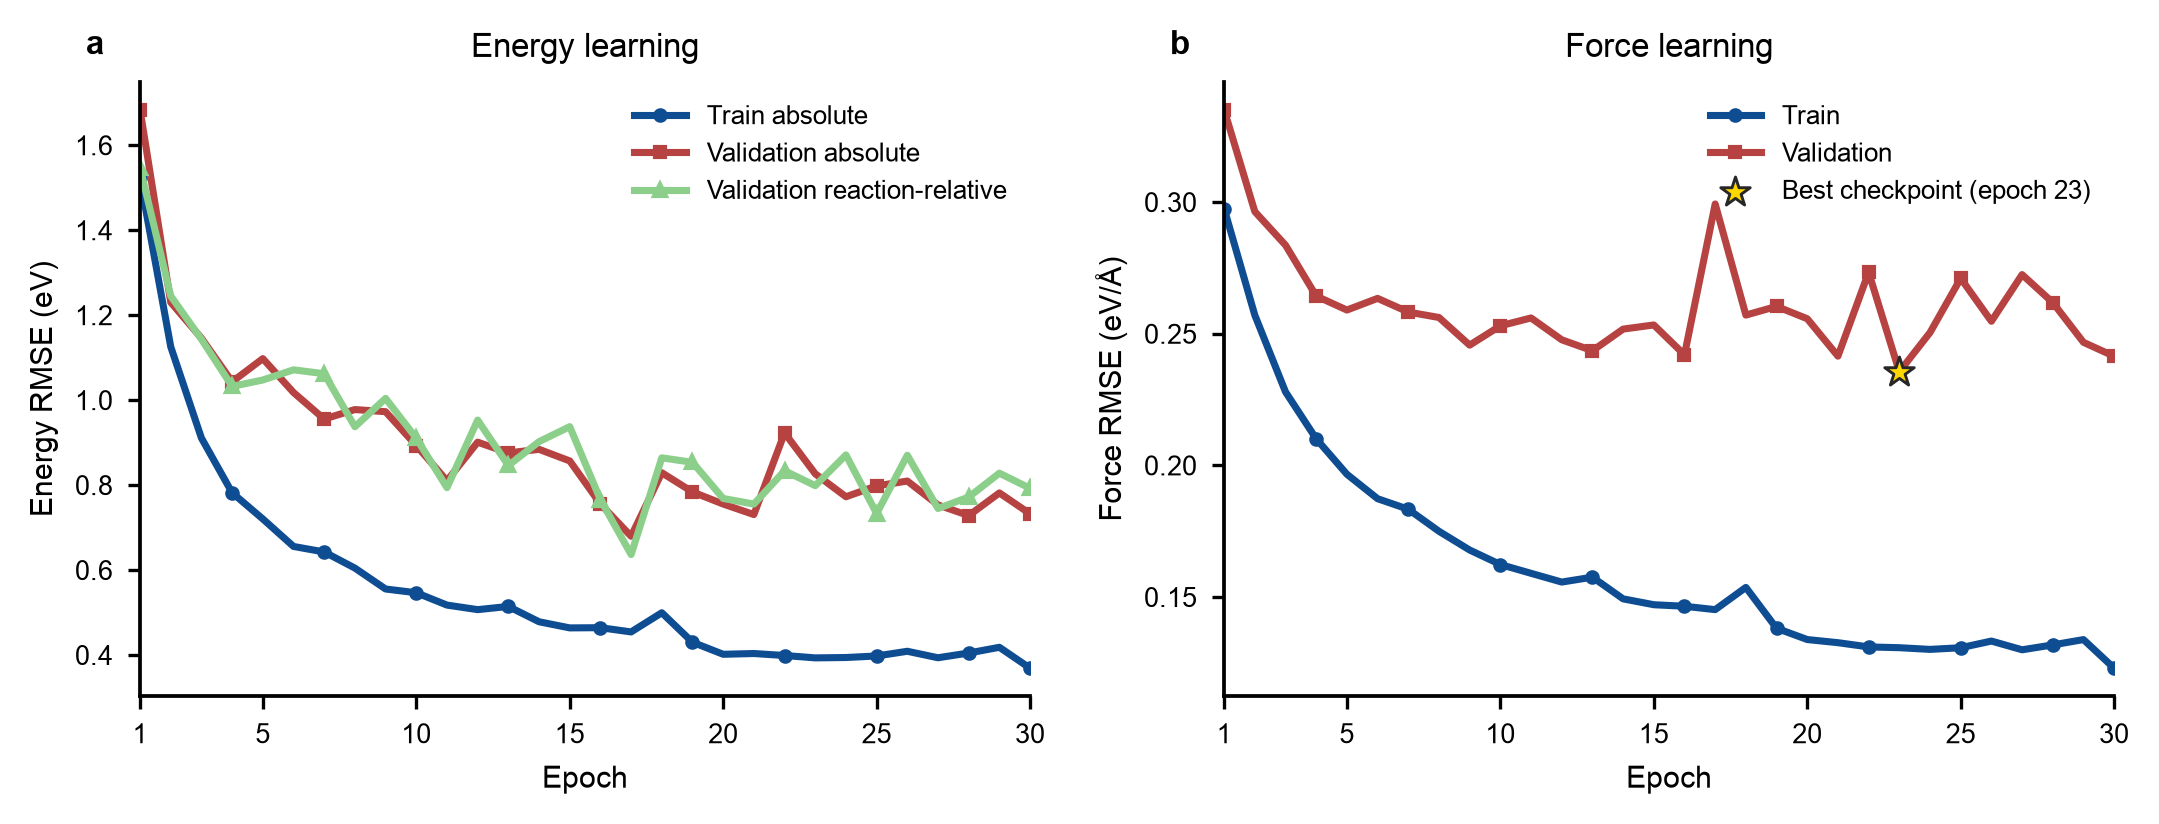 a
Energy learning
Train absolute
Validation absolute
Validation reaction-relative
Energy RMSE (eV)
1.6
1.4
1.2
1.0
0.8
0.6
0.4
1 5 10 15 20 25 30
Epoch
b
Force learning
Train
Validation
Best checkpoint (epoch 23)
Force RMSE (eV/Å)
0.30
0.25
0.20
0.15
1 5 10 15 20 25 30
Epoch